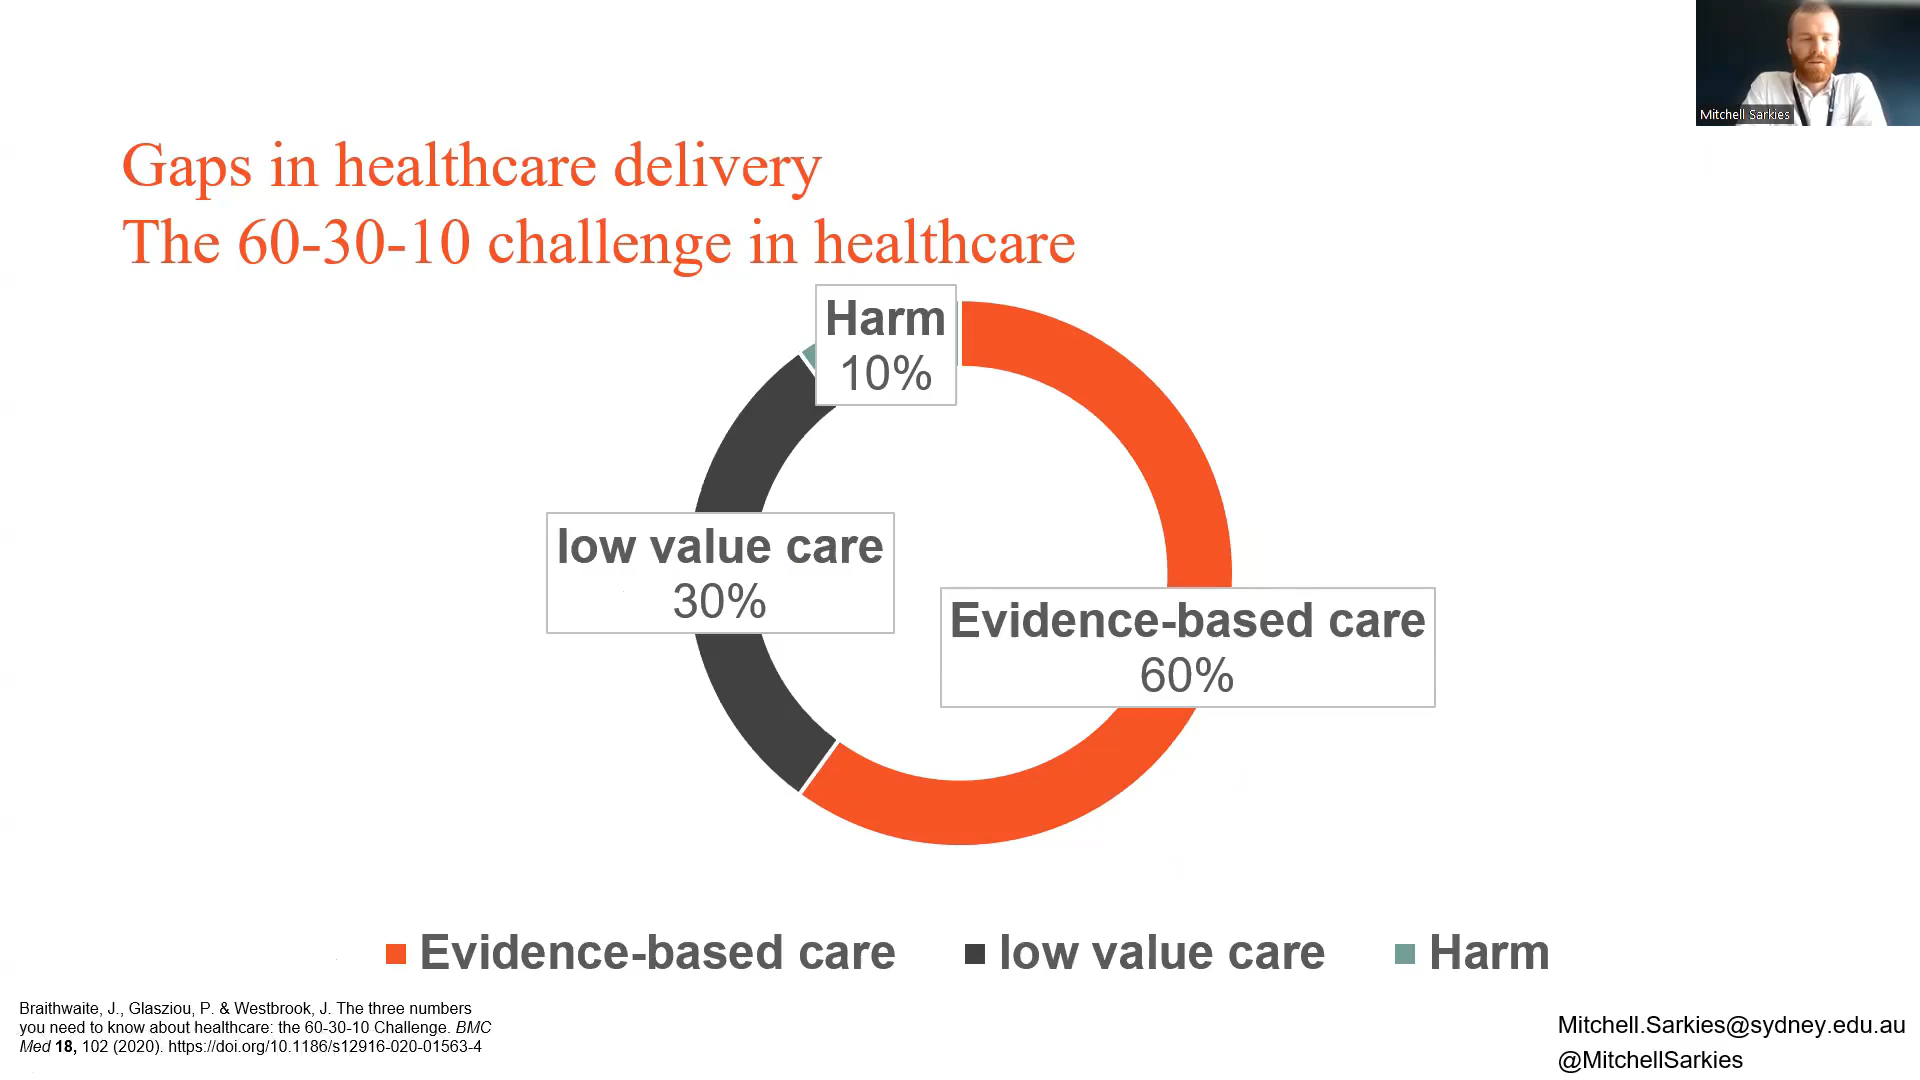 Mitchell Sarkies
Gaps in healthcare delivery
The 60-30-10 challenge in healthcare
Harm
10%
low value care
30%
Evidence-based care
60%
Evidence-based care
low value care
Harm
Braithwaite, J., Glasziou, P. & Westbrook, J. The three numbers
you need to know about healthcare: the 60-30-10 Challenge. BMC
Med 18, 102 (2020). https://doi.org/10.1186/s12916-020-01563-4
Mitchell.Sarkies@sydney.edu.au
@MitchellSarkies